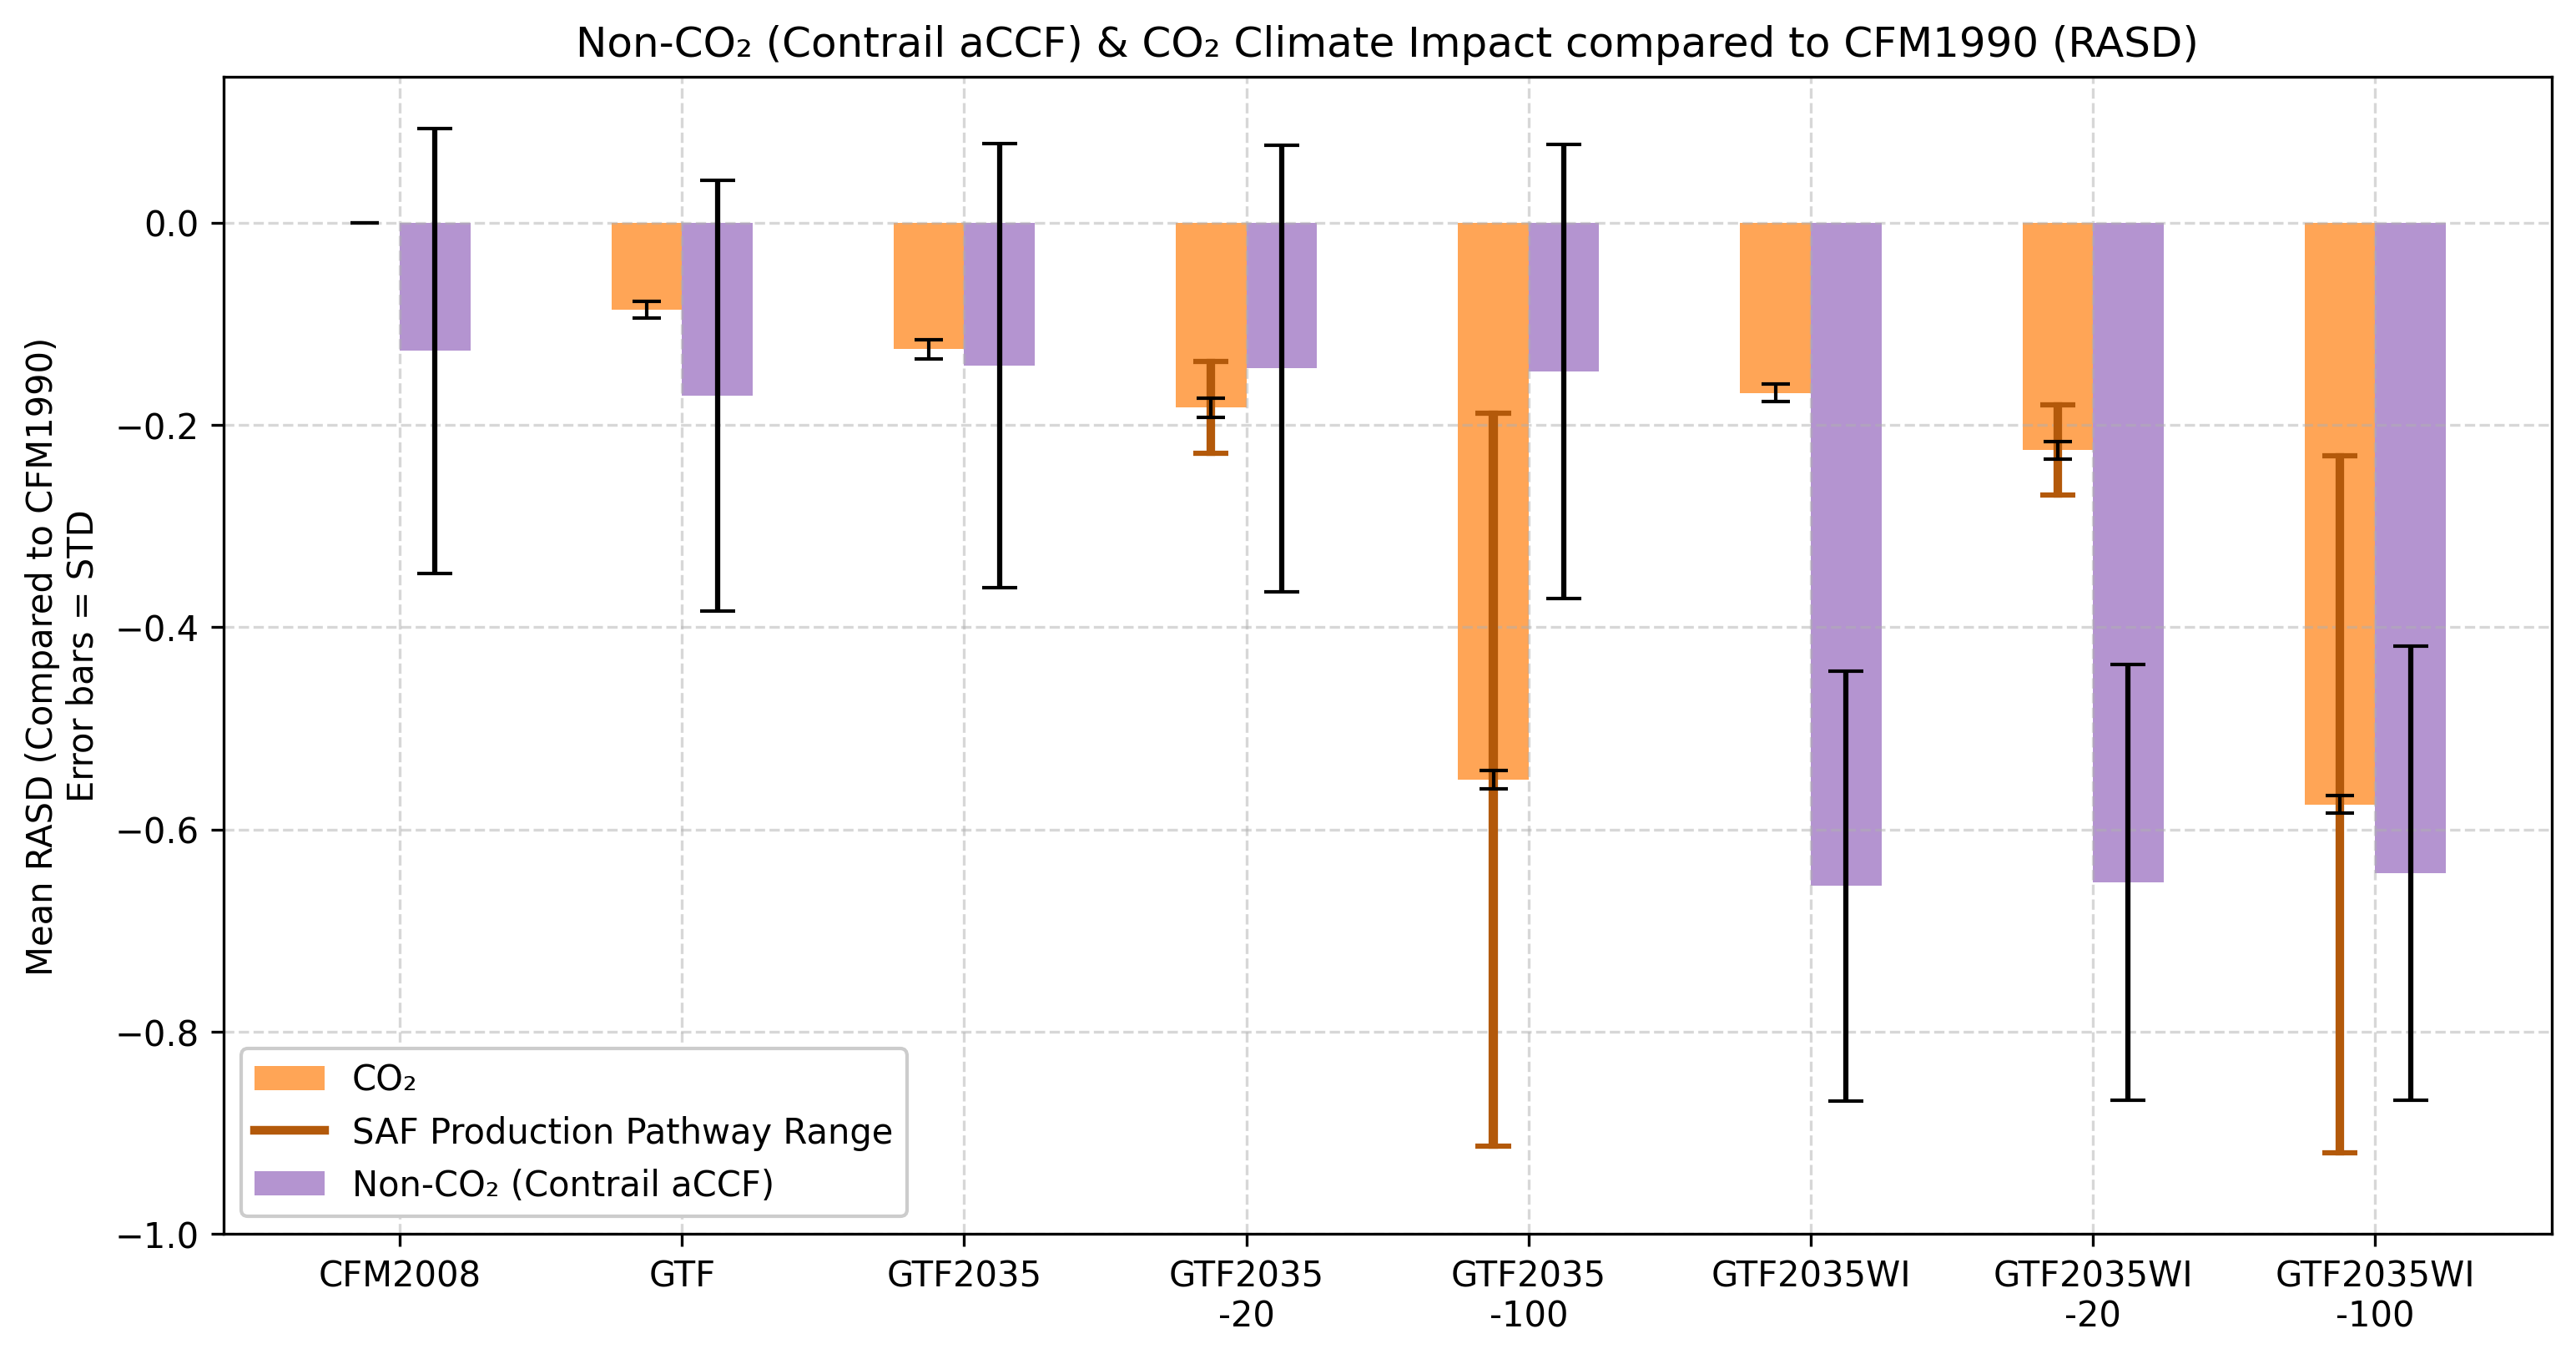 Non-CO₂ (Contrail aCCF) & CO₂ Climate Impact compared to CFM1990 (RASD)
Mean RASD (Compared to CFM1990)
Error bars = STD
0.0
−0.2
−0.4
−0.6
−0.8
−1.0
CO₂
SAF Production Pathway Range
Non-CO₂ (Contrail aCCF)
CFM2008
GTF
GTF2035
GTF2035
-20
GTF2035
-100
GTF2035WI
GTF2035WI
-20
GTF2035WI
-100